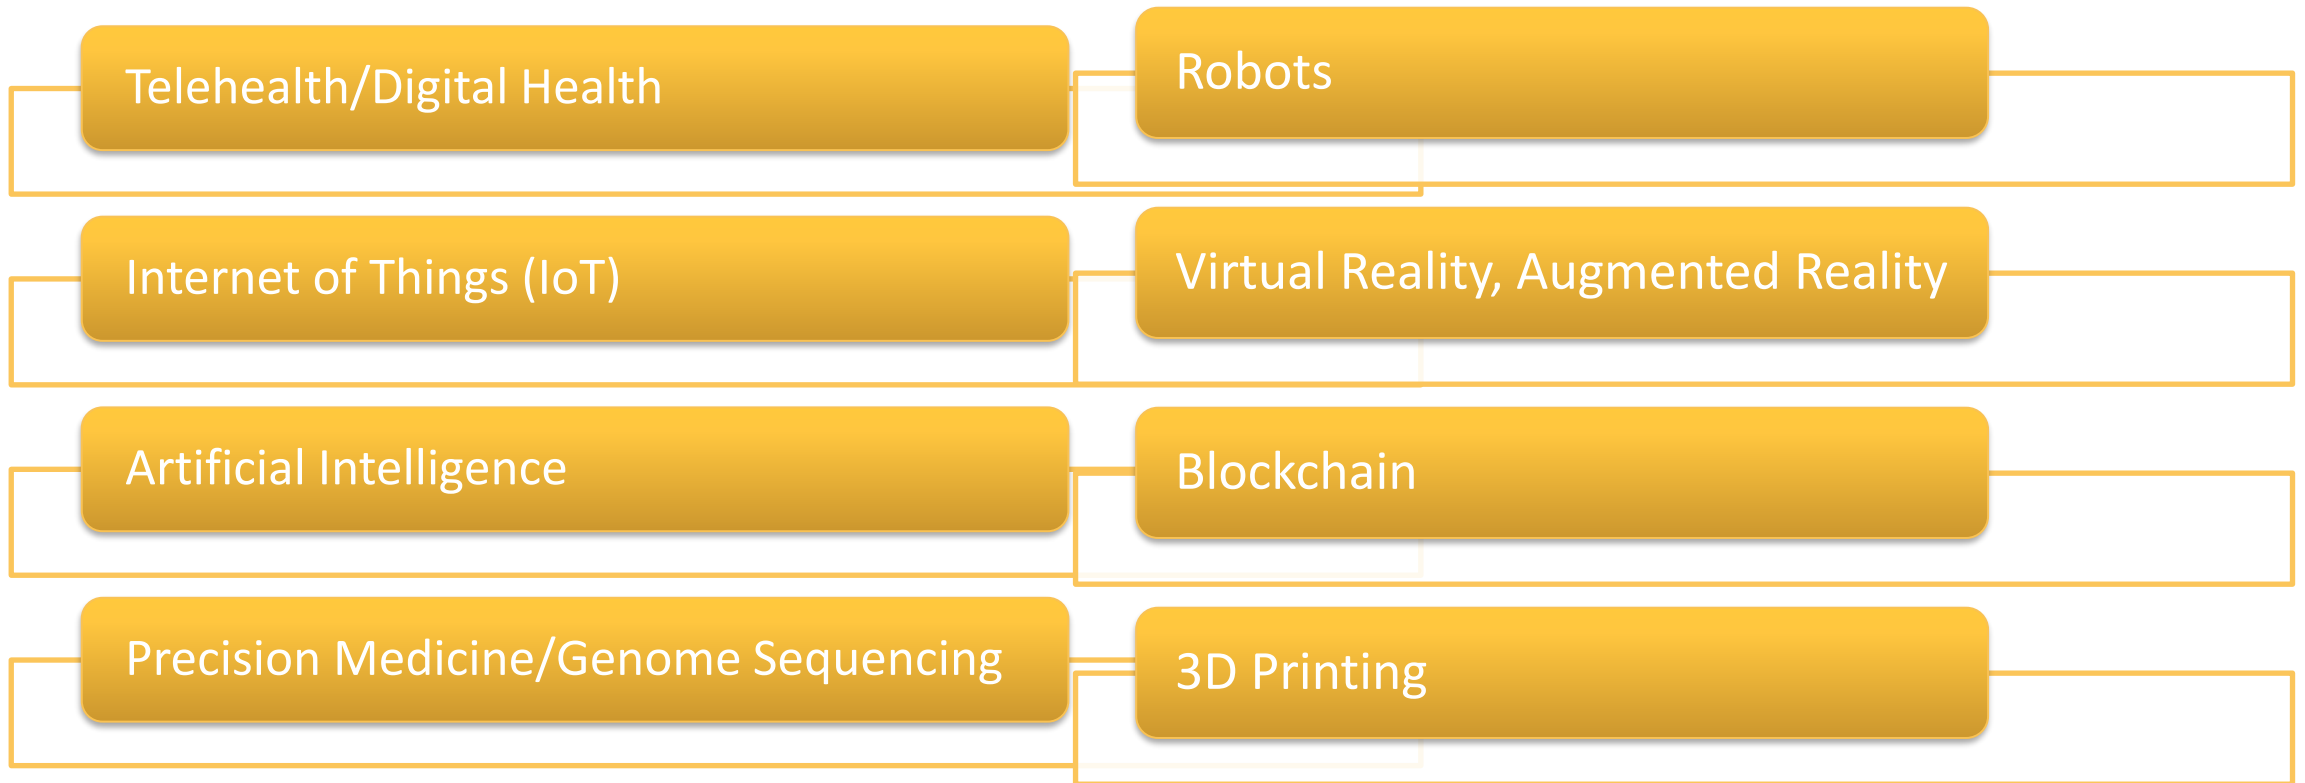 Telehealth/Digital Health
Internet of Things (IoT)
Artificial Intelligence
Precision Medicine/Genome Sequencing
Robots
Virtual Reality, Augmented Reality
Blockchain
3D Printing